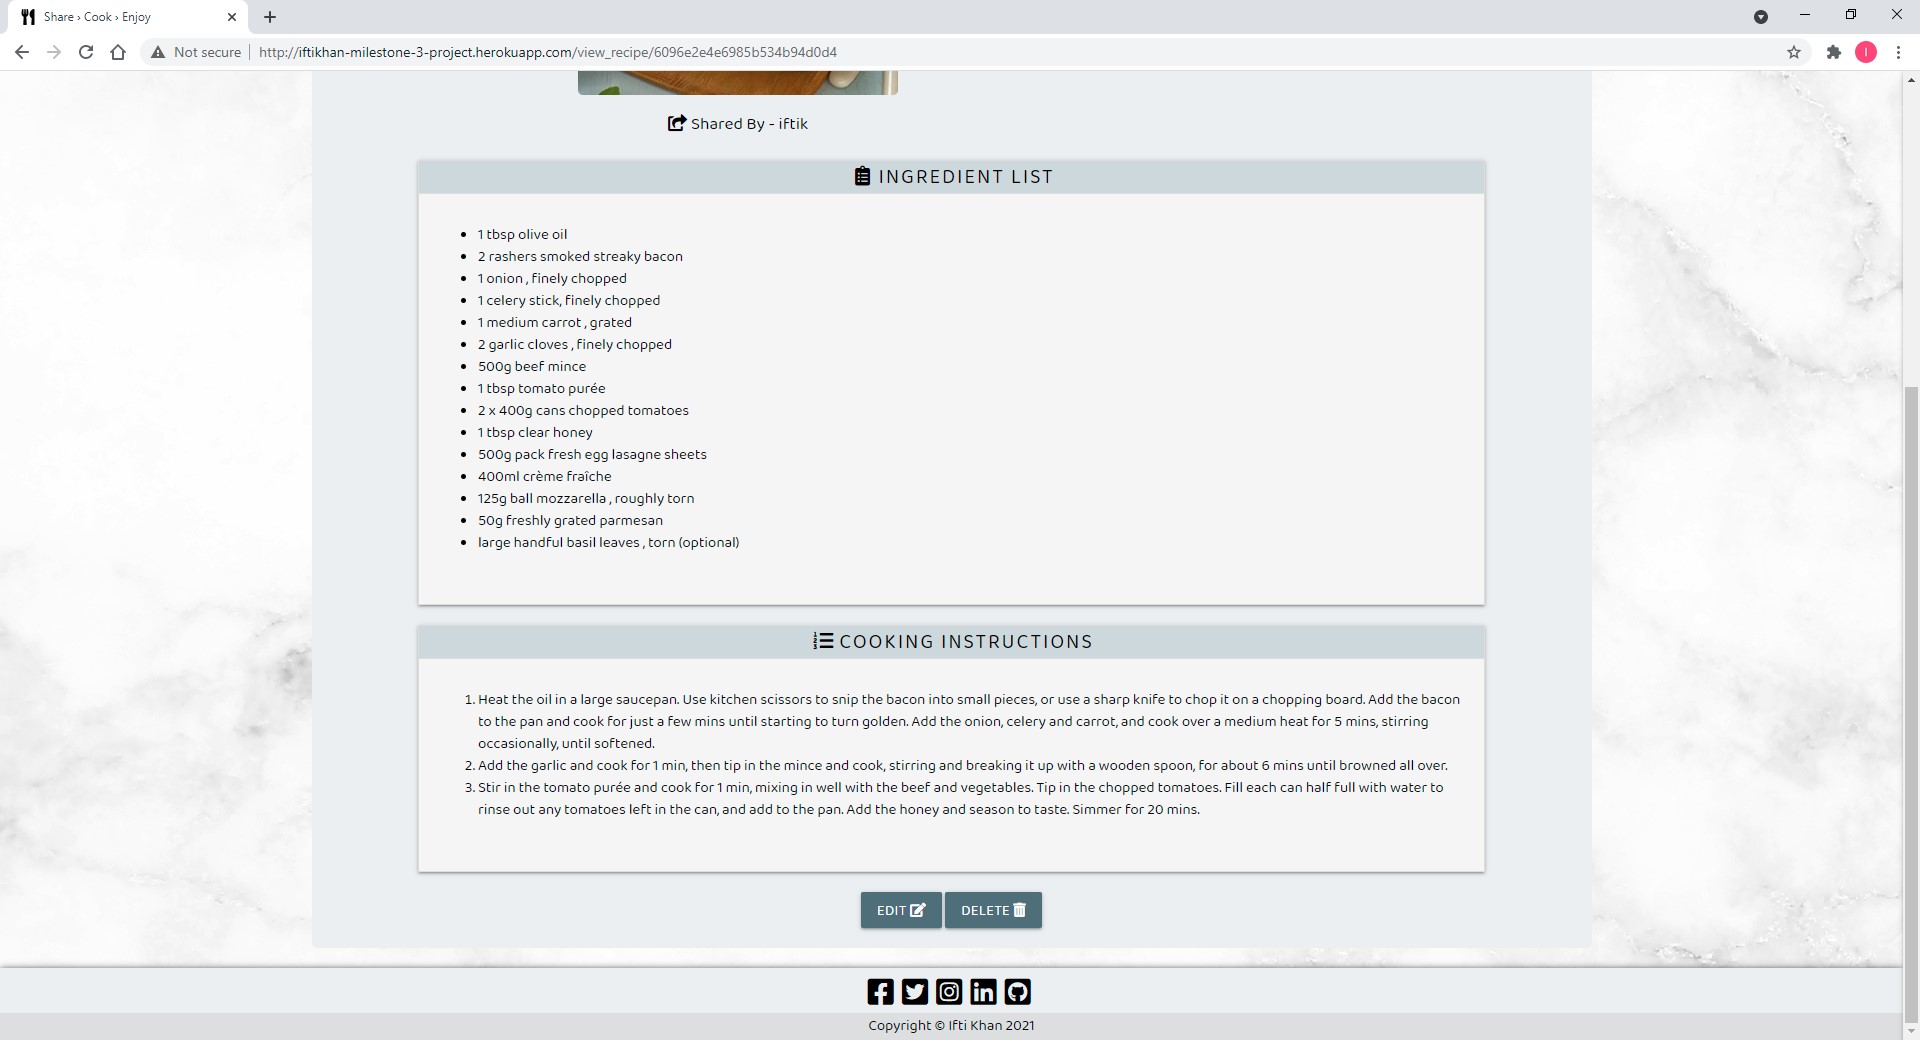 Share › Cook › Enjoy
Not secure http://iftikhan-milestone-3-project.herokuapp.com/view_recipe/6096e2e4e6985b534b94d0d4
I
Shared By - iftik
INGREDIENT LIST
1 tbsp olive oil
2 rashers smoked streaky bacon
1 onion , finely chopped
1 celery stick, finely chopped
1 medium carrot , grated
2 garlic cloves , finely chopped
500g beef mince
1 tbsp tomato purée
2 x 400g cans chopped tomatoes
1 tbsp clear honey
500g pack fresh egg lasagne sheets
400ml crème fraîche
125g ball mozzarella , roughly torn
50g freshly grated parmesan
large handful basil leaves , torn (optional)
COOKING INSTRUCTIONS
1. Heat the oil in a large saucepan. Use kitchen scissors to snip the bacon into small pieces, or use a sharp knife to chop it on a chopping board. Add the bacon
to the pan and cook for just a few mins until starting to turn golden. Add the onion, celery and carrot, and cook over a medium heat for 5 mins, stirring
occasionally, until softened.
2. Add the garlic and cook for 1 min, then tip in the mince and cook, stirring and breaking it up with a wooden spoon, for about 6 mins until browned all over.
3. Stir in the tomato purée and cook for 1 min, mixing in well with the beef and vegetables. Tip in the chopped tomatoes. Fill each can half full with water to
rinse out any tomatoes left in the can, and add to the pan. Add the honey and season to taste. Simmer for 20 mins.
EDIT DELETE
Copyright © Ifti Khan 2021